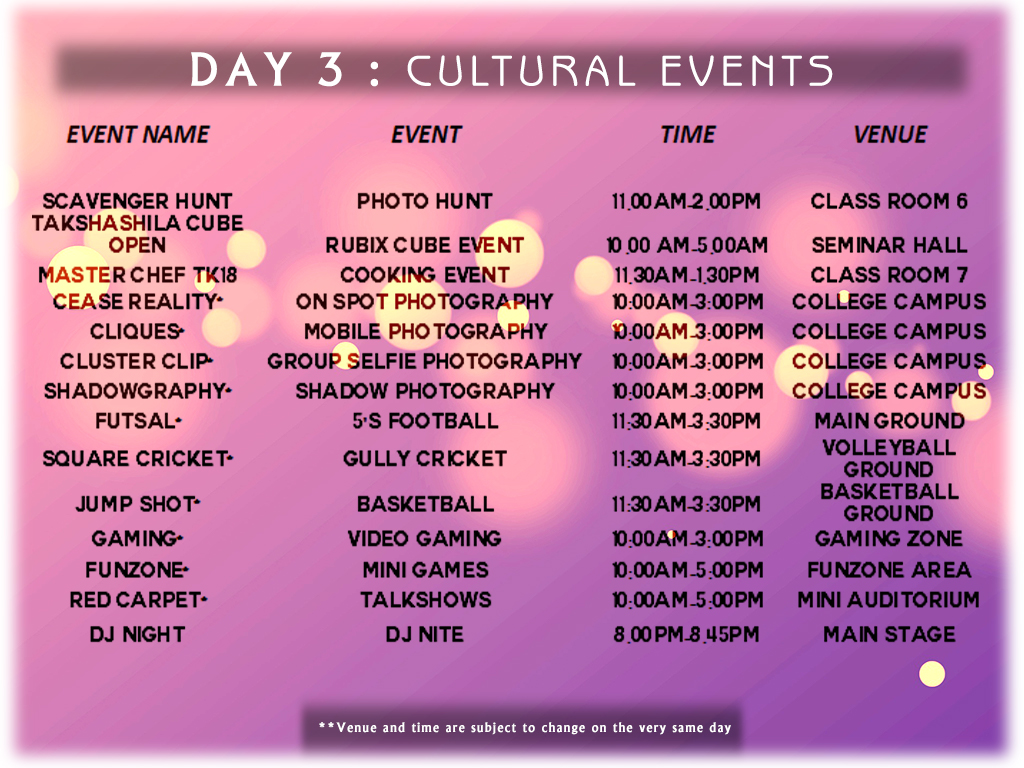 DAY 3 : CULTURAL EVENTS
EVENT NAME EVENT TIME VENUE
SCAVENGER HUNT PHOTO HUNT 11.00AM-2.00PM CLASS ROOM 6
TAKSHASHILA CUBE
OPEN RUBIX CUBE EVENT 10.00 AM-5.00AM SEMINAR HALL
MASTER CHEF TK18 COOKING EVENT 11.30AM-1.30PM CLASS ROOM 7
CEASE REALITY* ON SPOT PHOTOGRAPHY 10:00AM-3:00PM COLLEGE CAMPUS
CLIQUES* MOBILE PHOTOGRAPHY 10:00AM-3:00PM COLLEGE CAMPUS
CLUSTER CLIP* GROUP SELFIE PHOTOGRAPHY 10:00AM-3:00PM COLLEGE CAMPUS
SHADOWGRAPHY* SHADOW PHOTOGRAPHY 10:00AM-3:00PM COLLEGE CAMPUS
FUTSAL* 5'S FOOTBALL 11:30AM-3:30PM MAIN GROUND
SQUARE CRICKET* GULLY CRICKET 11:30AM-3:30PM VOLLEYBALL
GROUND
JUMP SHOT* BASKETBALL 11:30AM-3:30PM BASKETBALL
GROUND
GAMING* VIDEO GAMING 10:00AM-3:00PM GAMING ZONE
FUNZONE* MINI GAMES 10:00AM-5:00PM FUNZONE AREA
RED CARPET* TALKSHOWS 10:00AM-5:00PM MINI AUDITORIUM
DJ NIGHT DJ NITE 8.00PM-8.45PM MAIN STAGE
**Venue and time are subject to change on the very same day